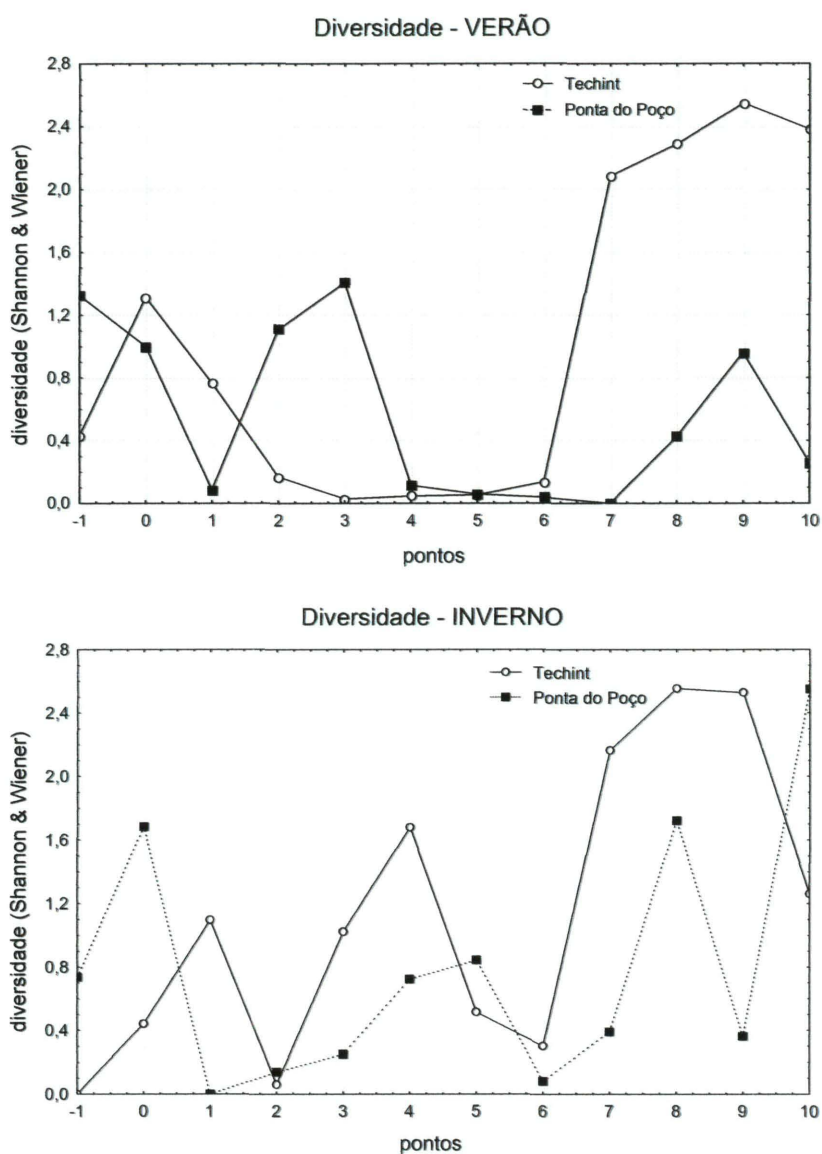 Diversidade - VERÃO
2,8
2,4
2,0
1,6
1,2
0,8
0,4
0,0
diversidade (Shannon & Wiener)
Techint
Ponta do Poço
-1 0 1 2 3 4 5 6 7 8 9 10
pontos
Diversidade - INVERNO
2,8
2,4
2,0
1,6
1,2
0,8
0,4
0,0
diversidade (Shannon & Wiener)
Techint
Ponta do Poço
-1 0 1 2 3 4 5 6 7 8 9 10
pontos